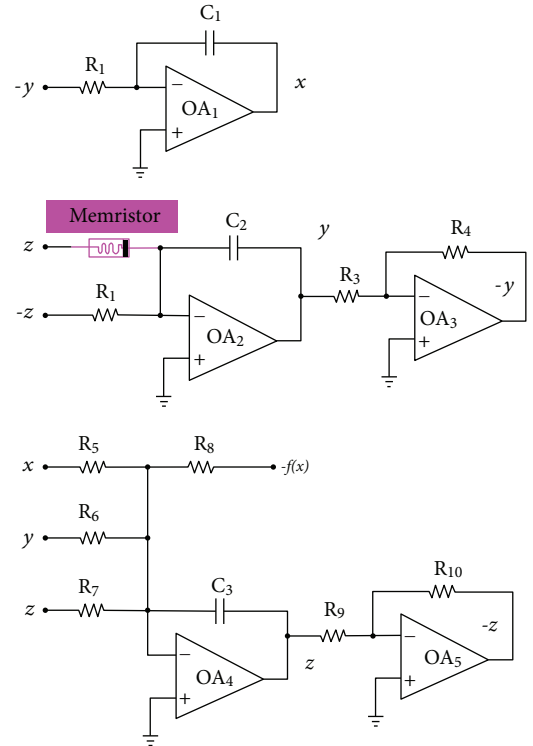 C1
R1
-y
x
−
OA1
+
Memristor
z
C2
y
R4
R1
R3
-y
-z
−
−
OA2
OA3
+
+
x
R5
R8
-f(x)
y
R6
z
R7
C3
R10
R9
-z
−
−
OA4
z
OA5
+
+